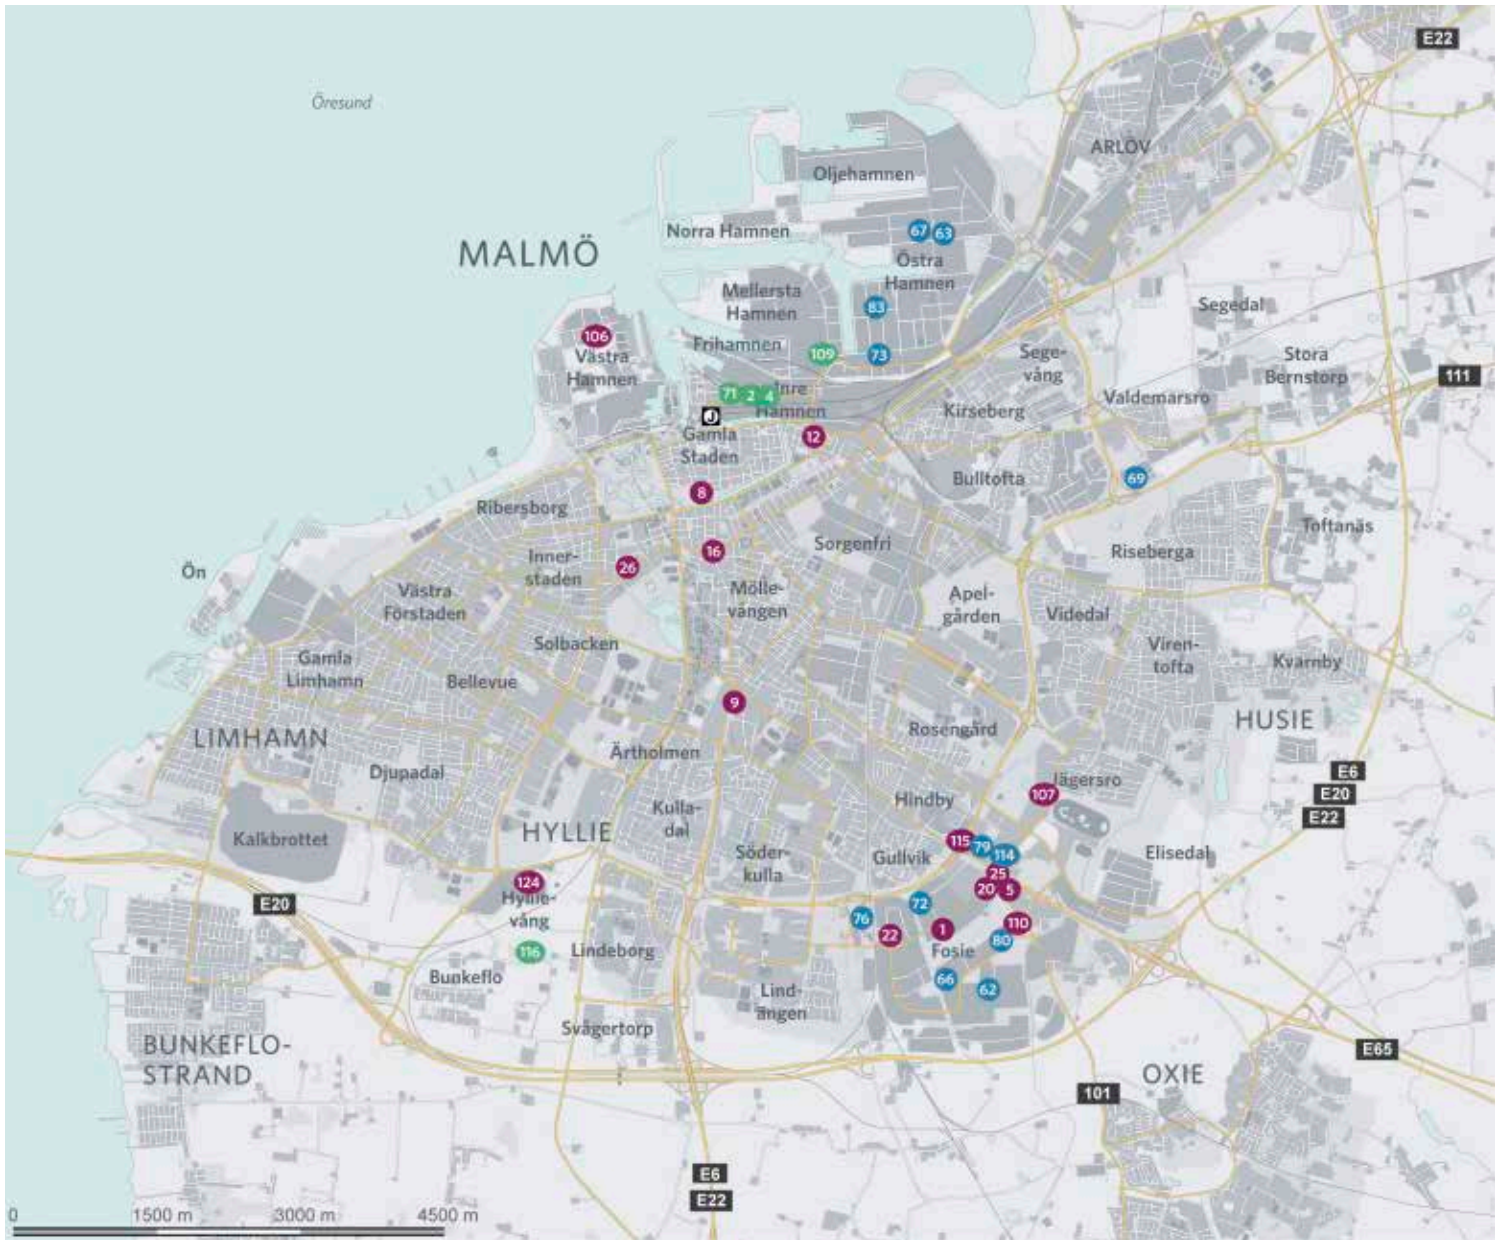 E22
Öresund
ARLÖV
Oljehamnen
Norra Hamnen
67
63
MALMÖ
Östra
Hamnen
Mellersta
Hamnen
83
Segedal
106
Västra
Hamnen
Frihamnen
109
73
Sege-
vång
Stora
Bernstorp
111
71
2
4
Inre
Hamnen
Kirseberg
Valdemarsro
J
Gamla
Staden
12
8
Bulltofta
69
Ribersborg
Toftanäs
16
Sorgenfri
Riseberga
Inner-
staden
26
Ön
Västra
Förstaden
Mölle-
vången
Apel-
gården
Videdal
Solbacken
Viren-
tofta
Kvarnby
Gamla
Limhamn
Bellevue
9
Rosengård
HUSIE
LIMHAMN
Ärtholmen
Djupadal
E6
E20
E22
Jägersro
107
Hindby
Kulla-
dal
HYLLIE
Kalkbrottet
115
79
114
Söder-
kulla
Gullvik
Elisedal
25
20
5
124
Hyllie-
vång
E20
72
76
22
1
110
80
Fosie
116
Lindeborg
Bunkeflo
66
62
Lind-
ängen
Svågertorp
BUNKEFLO-
STRAND
E65
OXIE
101
E6
E22
0
1500 m
3000 m
4500 m